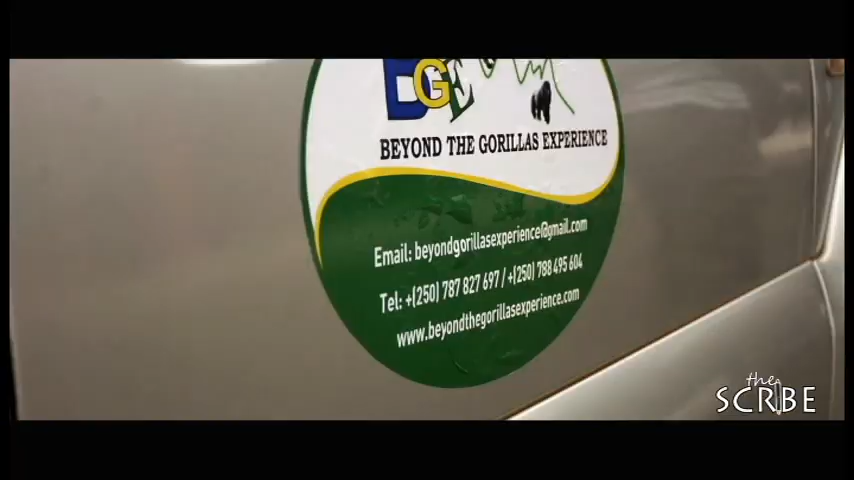 BGE
BEYOND THE GORILLAS EXPERIENCE
Email: beyondgorillasexperience@gmail.com
Tel: +(250) 787 827 697 / +(250) 788 495 604
www.beyondthegorillasexperience.com
the
SCRIBE